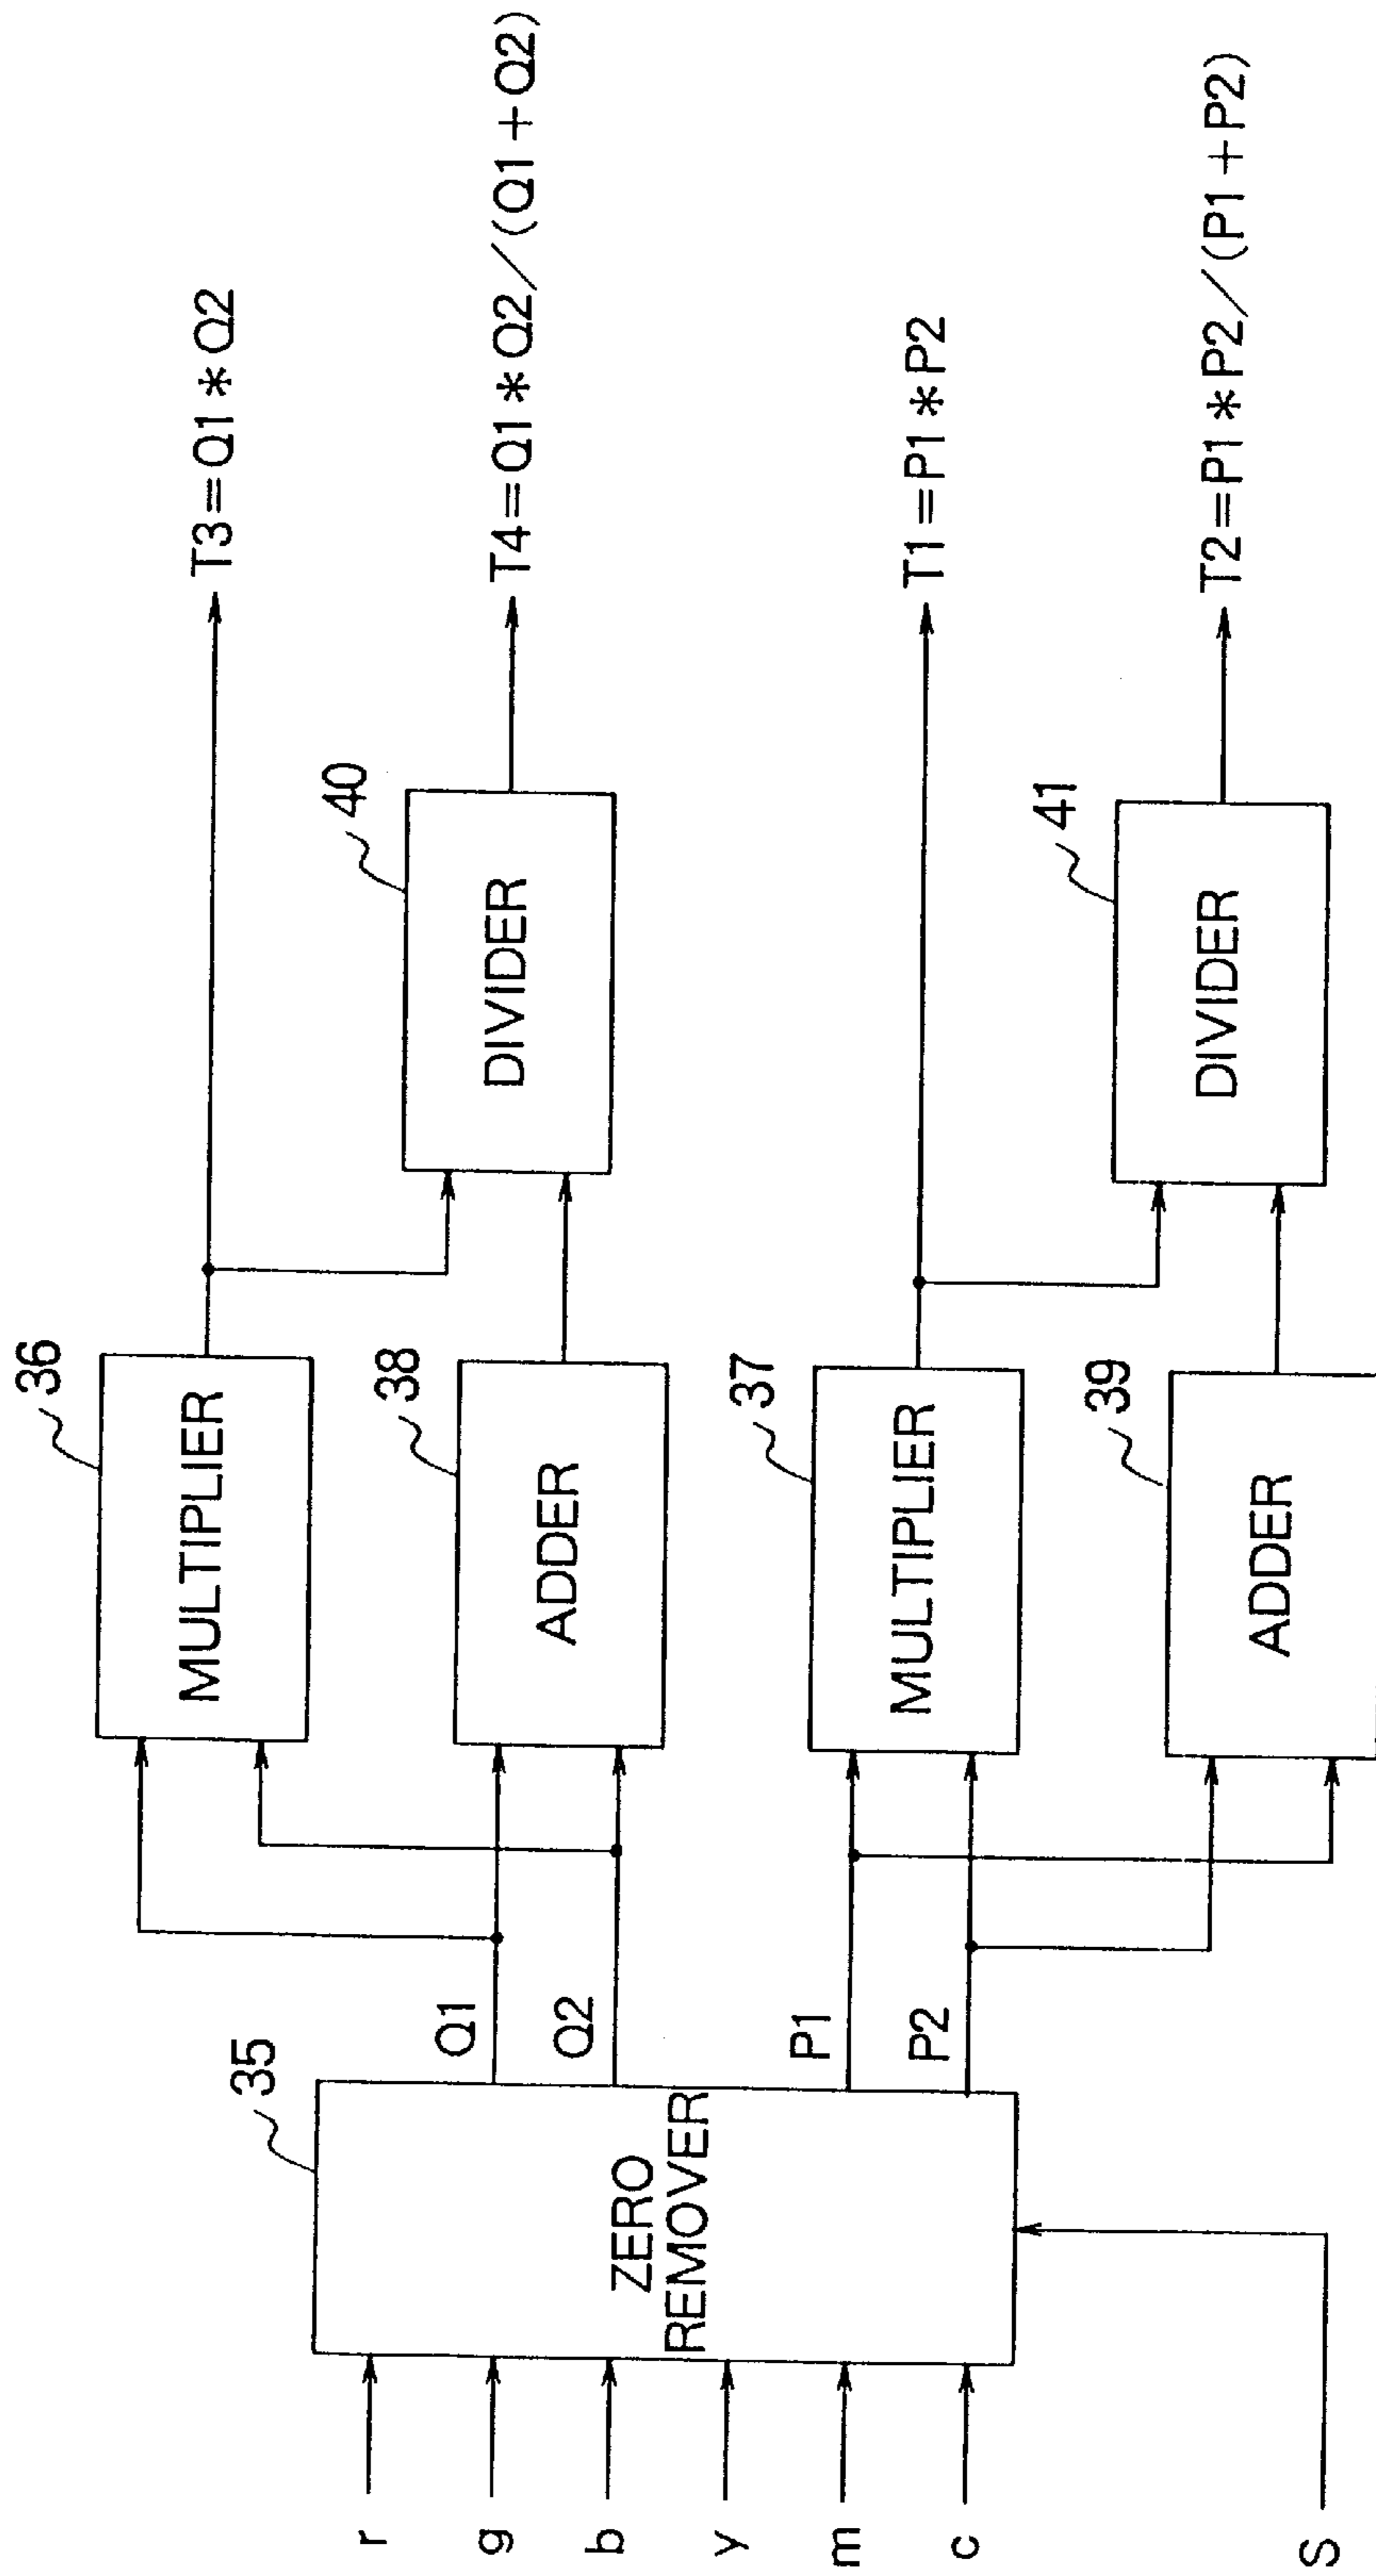 r
g
b
y
m
c
S
35
ZERO
REMOVER
Q1
Q2
P1
P2
36
MULTIPLIER
38
ADDER
37
MULTIPLIER
39
ADDER
40
DIVIDER
41
DIVIDER
T3=Q1*Q2
T4=Q1*Q2/(Q1+Q2)
T1=P1*P2
T2=P1*P2/(P1+P2)